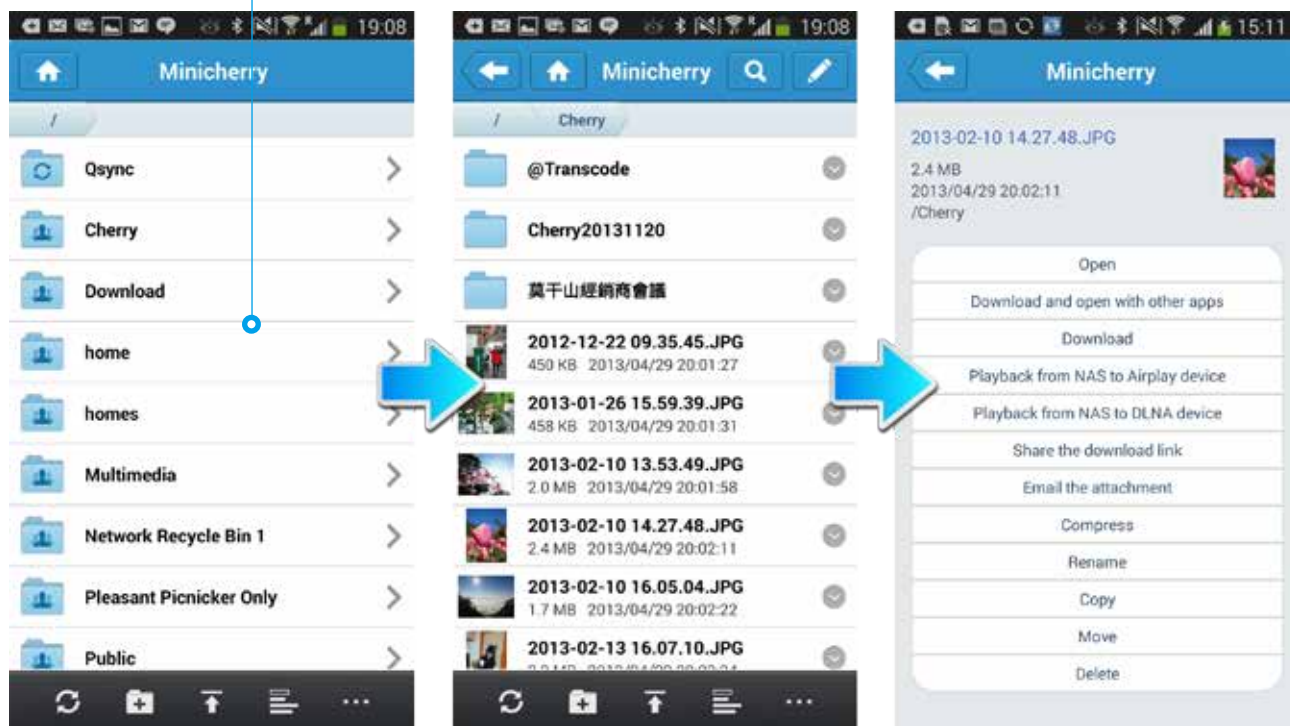 19:08
Minicherry
/
Qsync
Cherry
Download
home
homes
Multimedia
Network Recycle Bin 1
Pleasant Picnicker Only
Public
19:08
Minicherry
/ Cherry
@Transcode
Cherry20131120
莫干山經銷商會議
2012-12-22 09.35.45.JPG
450 KB 2013/04/29 20:01:27
2013-01-26 15.59.39.JPG
458 KB 2013/04/29 20:01:31
2013-02-10 13.53.49.JPG
2.0 MB 2013/04/29 20:01:58
2013-02-10 14.27.48.JPG
2.4 MB 2013/04/29 20:02:11
2013-02-10 16.05.04.JPG
1.7 MB 2013/04/29 20:02:22
2013-02-13 16.07.10.JPG
15:11
Minicherry
2013-02-10 14.27.48.JPG
2.4 MB
2013/04/29 20:02:11
/Cherry
Open
Download and open with other apps
Download
Playback from NAS to Airplay device
Playback from NAS to DLNA device
Share the download link
Email the attachment
Compress
Rename
Copy
Move
Delete